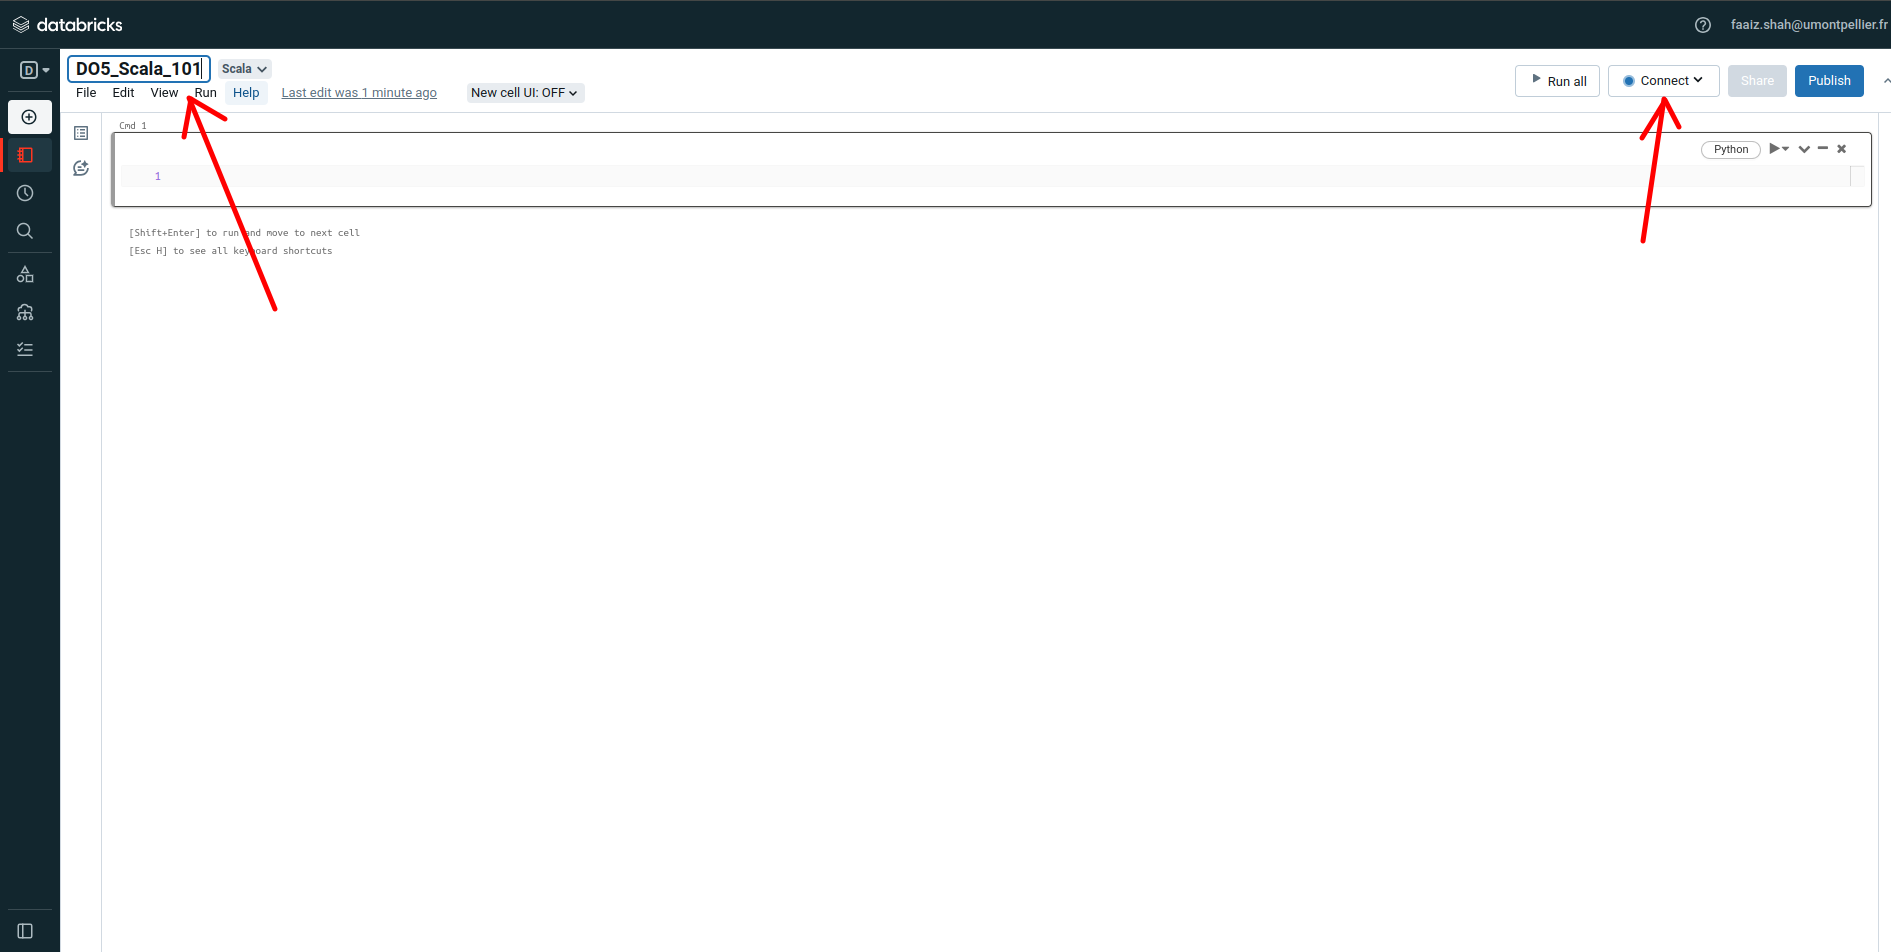 databricks
faaiz.shah@umontpellier.fr
D
DO5_Scala_101
Scala
File Edit View Run Help Last edit was 1 minute ago New cell UI: OFF
Run all
Connect
Share
Publish
Cmd 1
Python
1
[Shift+Enter] to run and move to next cell
[Esc H] to see all keyboard shortcuts